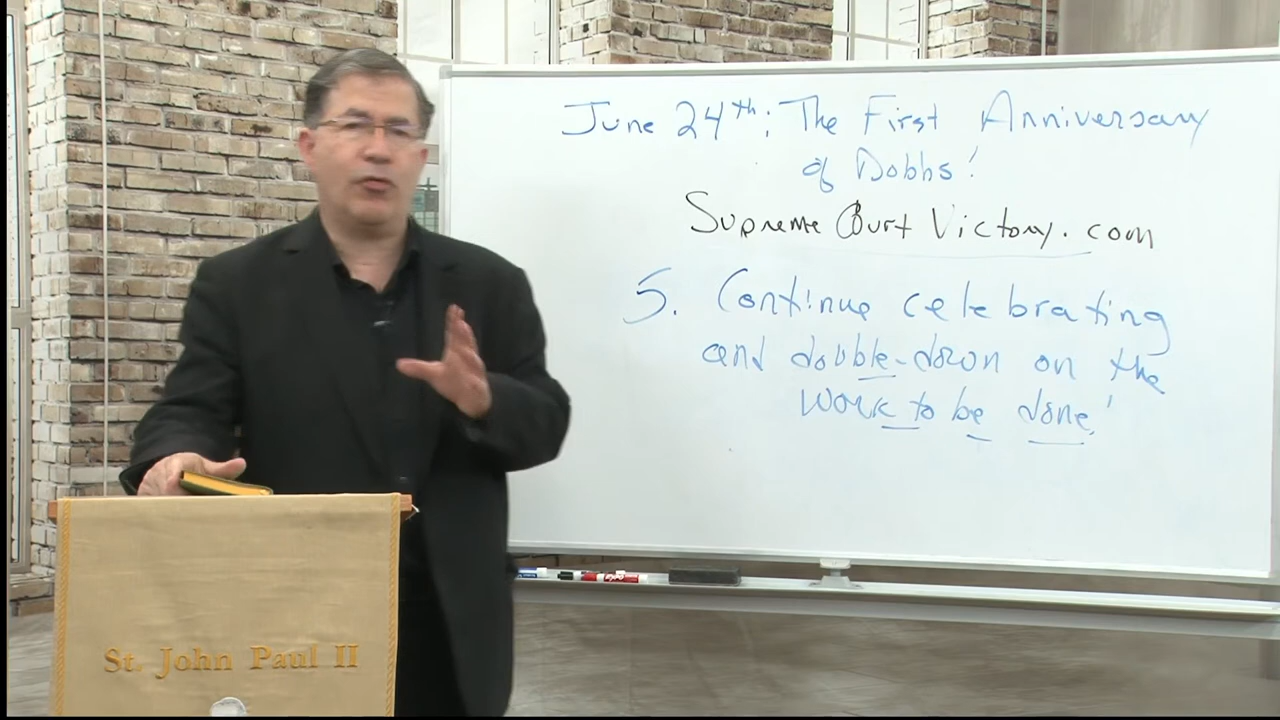 June 24th: The First Anniversary
of Dobbs!
SupremeCourtVictory.com
5. Continue celebrating
and double-down on the
work to be done!
St. John Paul II